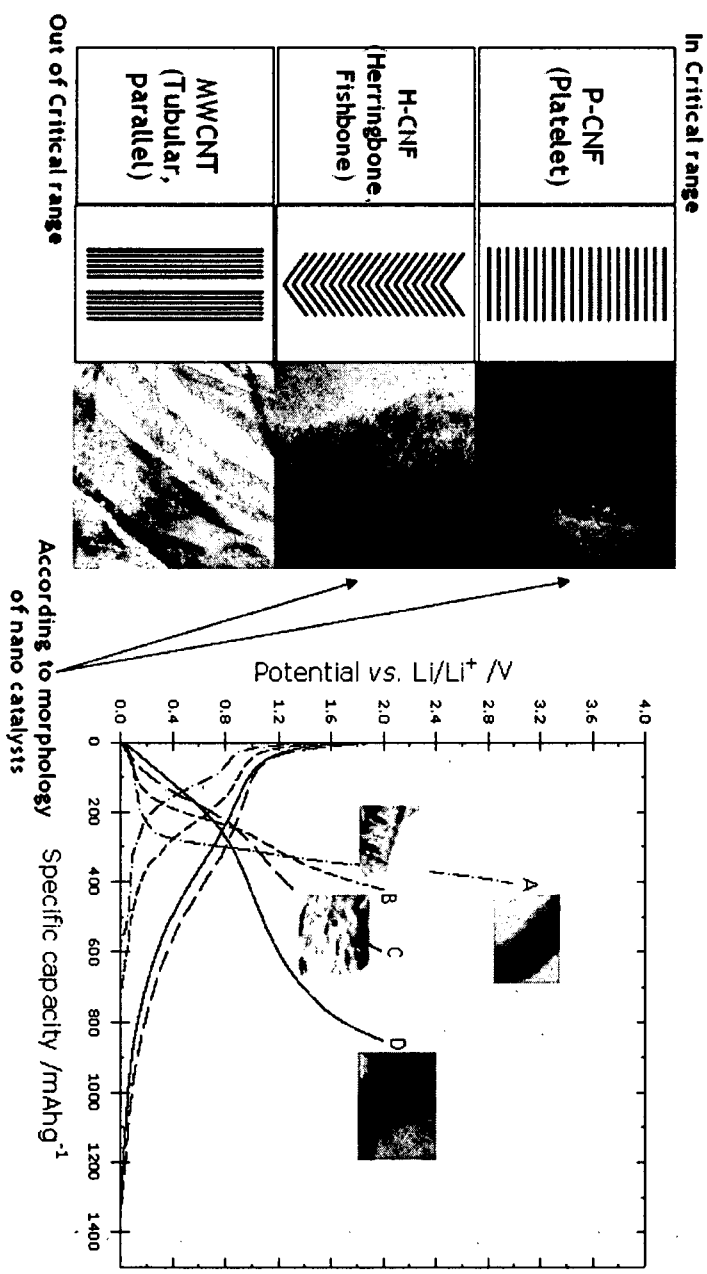 In Critical range
P-CNF
(Platelet)
H-CNF
(Herringbone,
Fishbone)
MWCNT
(Tubular,
parallel)
Out of Critical range
According to morphology
of nano catalysts
Potential vs. Li/Li⁺ /V
4.0
3.6
3.2
2.8
2.4
2.0
1.6
1.2
0.8
0.4
0.0
A
B
C
D
0
200
400
600
800
1000
1200
1400
Specific capacity /mAhg⁻¹